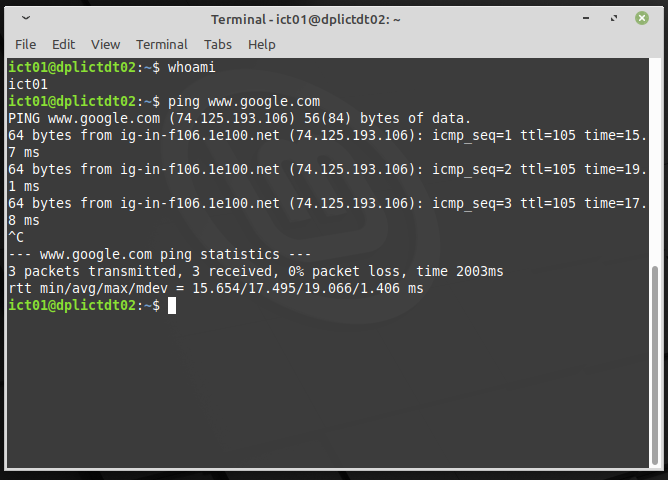 Terminal - ict01@dplictdt02: ~
File Edit View Terminal Tabs Help
ict01@dplictdt02:~$ whoami
ict01
ict01@dplictdt02:~$ ping www.google.com
PING www.google.com (74.125.193.106) 56(84) bytes of data.
64 bytes from ig-in-f106.1e100.net (74.125.193.106): icmp_seq=1 ttl=105 time=15.
7 ms
64 bytes from ig-in-f106.1e100.net (74.125.193.106): icmp_seq=2 ttl=105 time=19.
1 ms
64 bytes from ig-in-f106.1e100.net (74.125.193.106): icmp_seq=3 ttl=105 time=17.
8 ms
^C
--- www.google.com ping statistics ---
3 packets transmitted, 3 received, 0% packet loss, time 2003ms
rtt min/avg/max/mdev = 15.654/17.495/19.066/1.406 ms
ict01@dplictdt02:~$